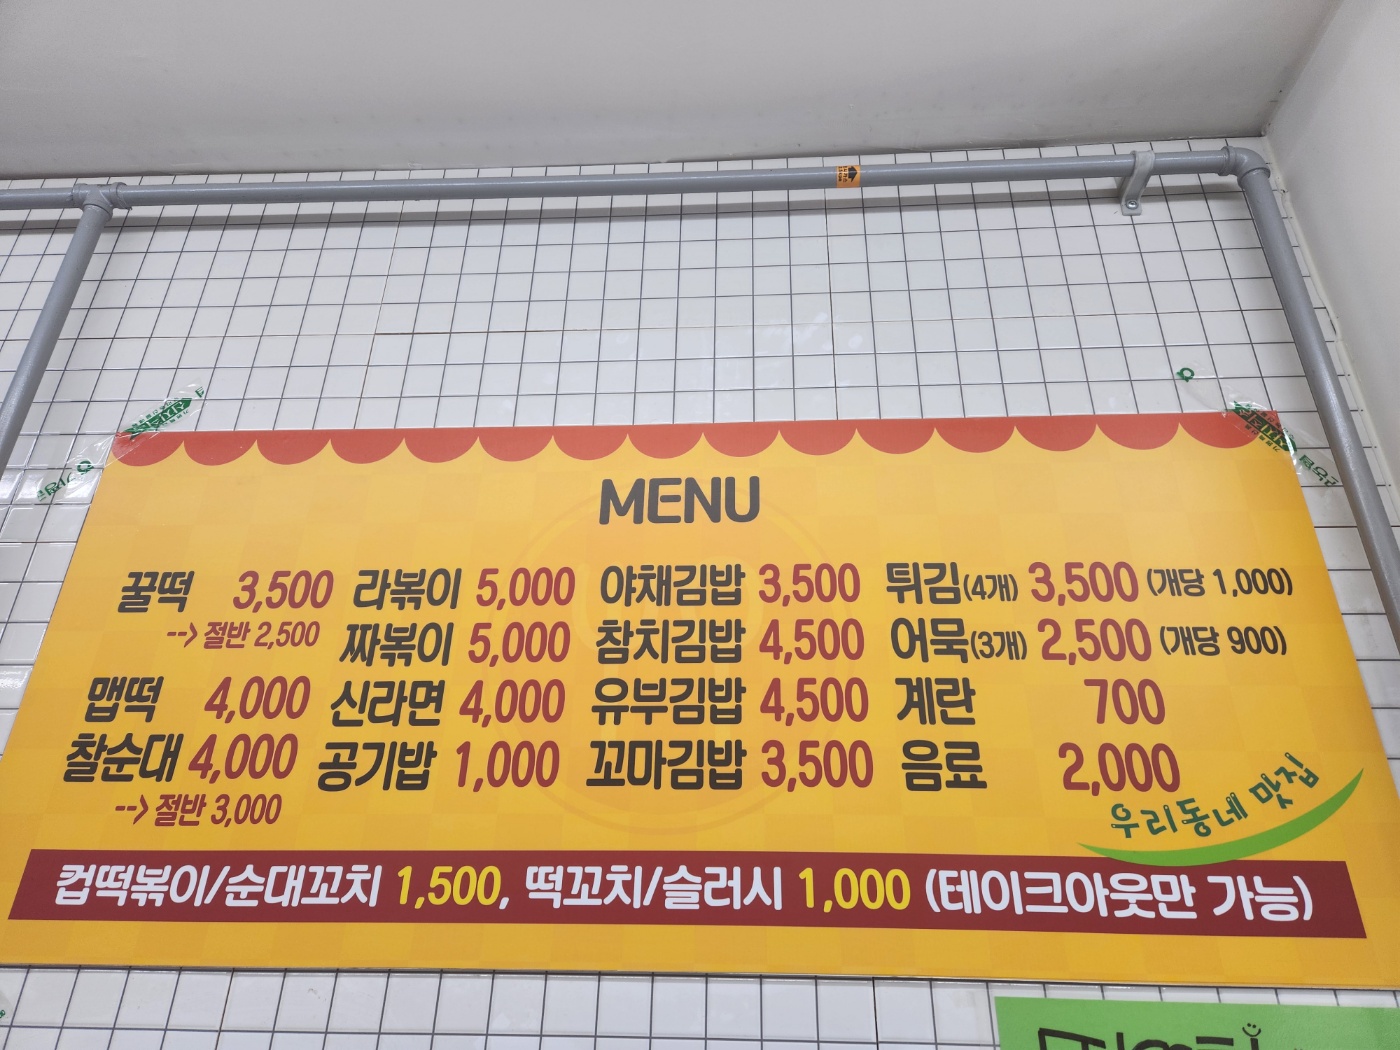 MENU
꿀떡 3,500
--> 절반 2,500
맵떡 4,000
찰순대 4,000
--> 절반 3,000
라볶이 5,000
짜볶이 5,000
신라면 4,000
공기밥 1,000
야채김밥 3,500
참치김밥 4,500
유부김밥 4,500
꼬마김밥 3,500
튀김(4개) 3,500 (개당 1,000)
어묵(3개) 2,500 (개당 900)
계란 700
음료 2,000
우리동네 맛집
컵떡볶이/순대꼬치 1,500, 떡꼬치/슬러시 1,000 (테이크아웃만 가능)